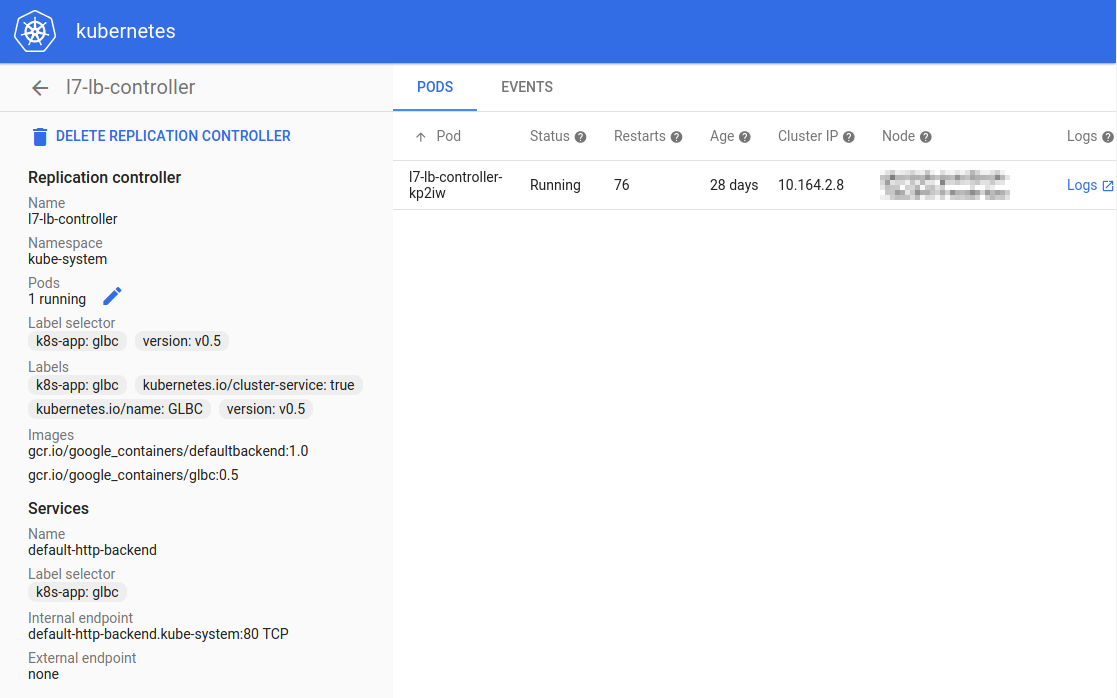 kubernetes
l7-lb-controller
DELETE REPLICATION CONTROLLER
Replication controller
Name
l7-lb-controller
Namespace
kube-system
Pods
1 running
Label selector
k8s-app: glbc version: v0.5
Labels
k8s-app: glbc kubernetes.io/cluster-service: true
kubernetes.io/name: GLBC version: v0.5
Images
gcr.io/google_containers/defaultbackend:1.0
gcr.io/google_containers/glbc:0.5
Services
Name
default-http-backend
Label selector
k8s-app: glbc
Internal endpoint
default-http-backend.kube-system:80 TCP
External endpoint
none
PODS EVENTS
Pod Status Restarts Age Cluster IP Node Logs
l7-lb-controller-
kp2iw Running 76 28 days 10.164.2.8 Logs